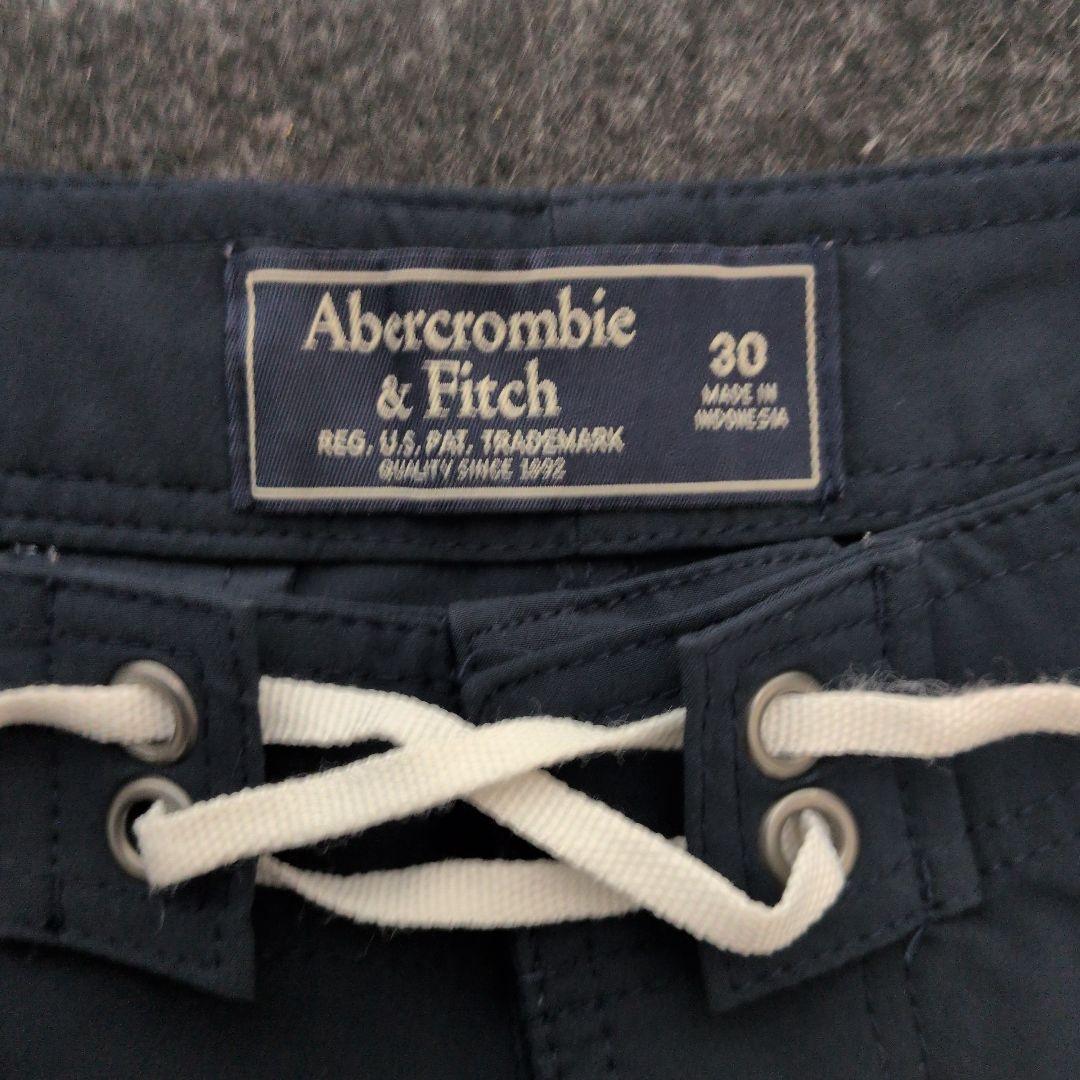 Abercrombie
& Fitch
REG. U.S. PAT. TRADEMARK
QUALITY SINCE 1892
30
MADE IN
INDONESIA